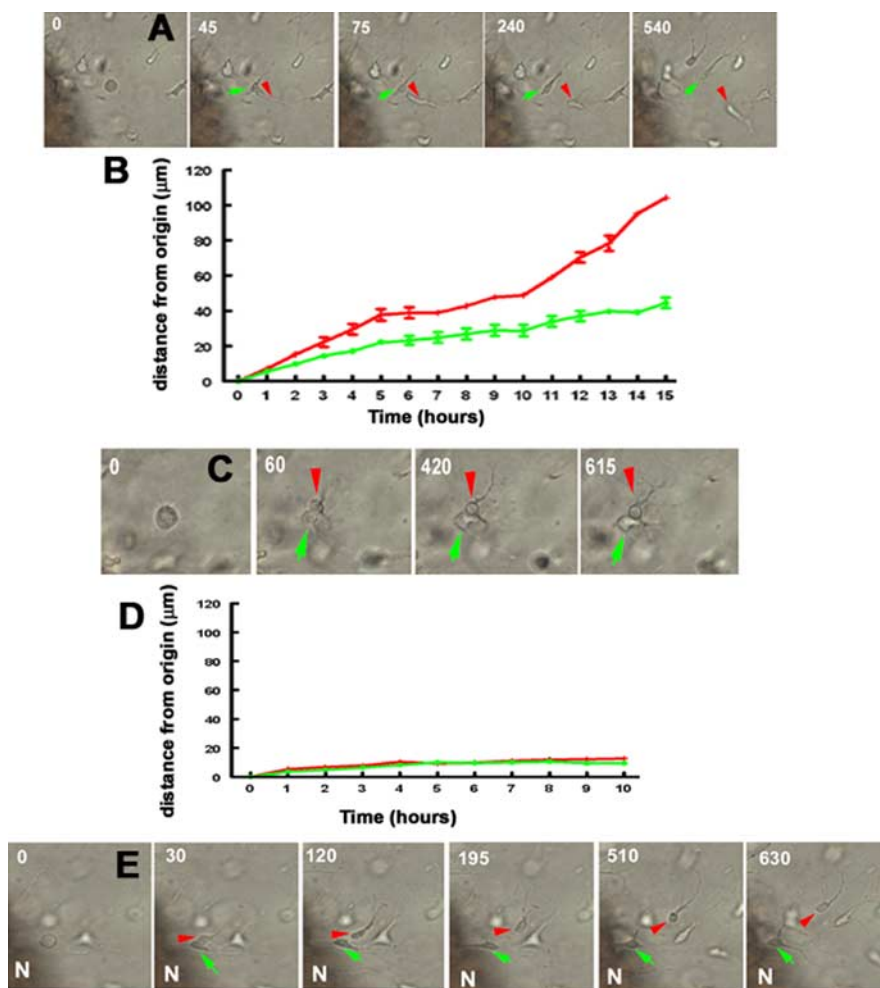 0 A 45 75 240 540
B
distance from origin (μm)
120
100
80
60
40
20
0
0 1 2 3 4 5 6 7 8 9 10 11 12 13 14 15
Time (hours)
0 C 60 420 615
D
distance from origin (μm)
120
100
80
60
40
20
0
0 1 2 3 4 5 6 7 8 9 10
Time (hours)
0 E 30 120 195 510 630
N N N N N N